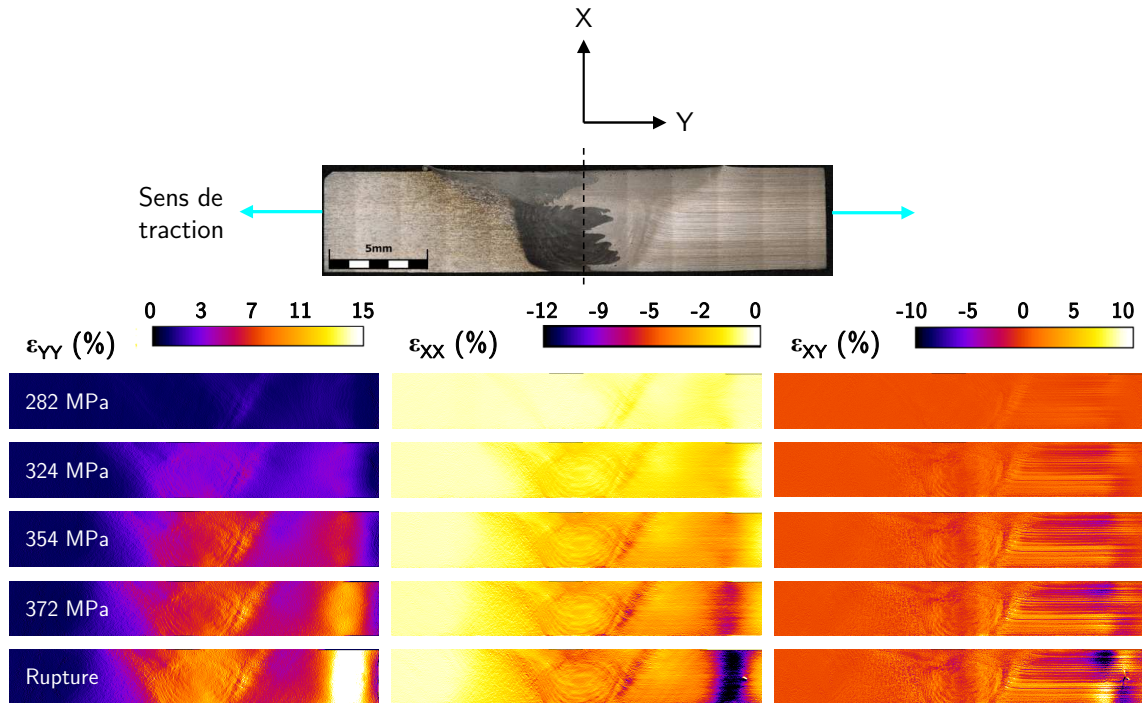 X
Y
Sens de
traction
5mm
0 3 7 11 15
-12 -9 -5 -2 0
-10 -5 0 5 10
εYY (%)
εXX (%)
εXY (%)
282 MPa
324 MPa
354 MPa
372 MPa
Rupture